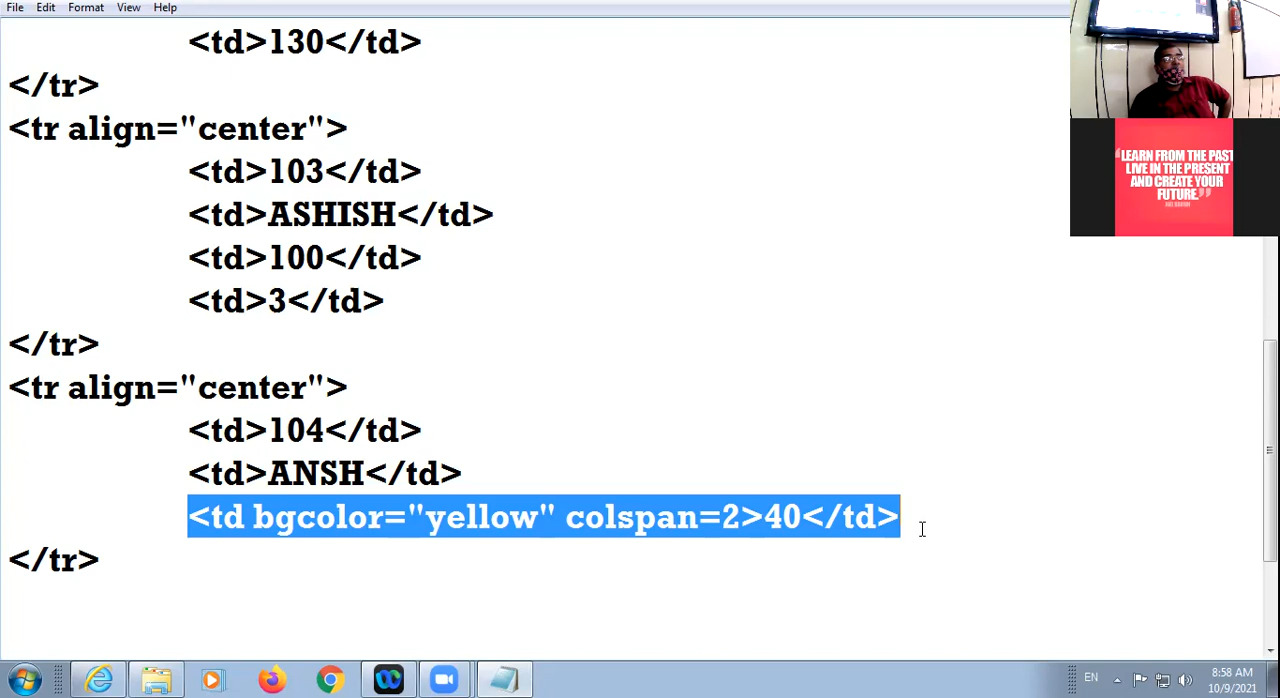 File Edit Format View Help
<td>130</td>
</tr>
<tr align="center">
<td>103</td>
<td>ASHISH</td>
<td>100</td>
<td>3</td>
</tr>
<tr align="center">
<td>104</td>
<td>ANSH</td>
<td bgcolor="yellow" colspan=2>40</td>
</tr>
“LEARN FROM THE PAST
LIVE IN THE PRESENT
AND CREATE YOUR
FUTURE.”
EN
8:58 AM
10/9/2021